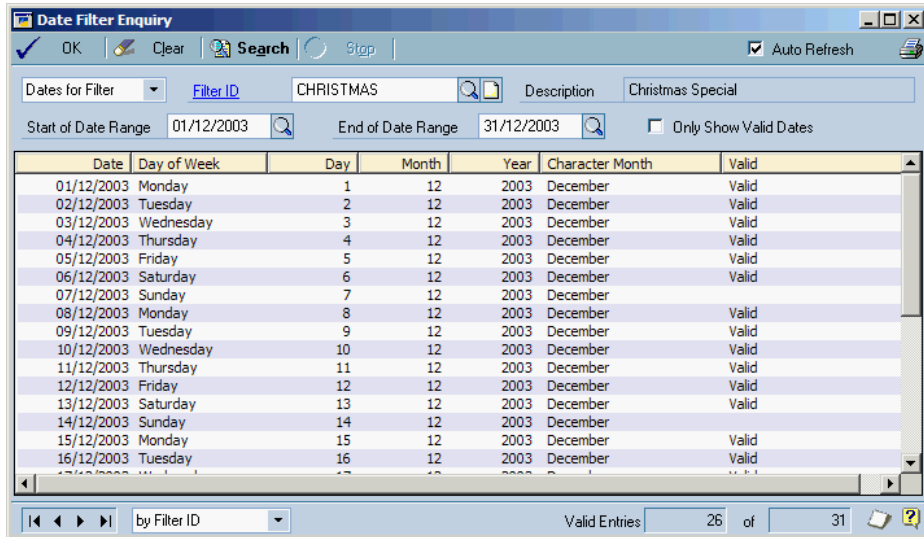 Date Filter Enquiry
OK Clear Search Stop Auto Refresh
Dates for Filter Filter ID CHRISTMAS Description Christmas Special
Start of Date Range 01/12/2003 End of Date Range 31/12/2003 Only Show Valid Dates
Date Day of Week Day Month Year Character Month Valid
01/12/2003 Monday 1 12 2003 December Valid
02/12/2003 Tuesday 2 12 2003 December Valid
03/12/2003 Wednesday 3 12 2003 December Valid
04/12/2003 Thursday 4 12 2003 December Valid
05/12/2003 Friday 5 12 2003 December Valid
06/12/2003 Saturday 6 12 2003 December Valid
07/12/2003 Sunday 7 12 2003 December
08/12/2003 Monday 8 12 2003 December Valid
09/12/2003 Tuesday 9 12 2003 December Valid
10/12/2003 Wednesday 10 12 2003 December Valid
11/12/2003 Thursday 11 12 2003 December Valid
12/12/2003 Friday 12 12 2003 December Valid
13/12/2003 Saturday 13 12 2003 December Valid
14/12/2003 Sunday 14 12 2003 December
15/12/2003 Monday 15 12 2003 December Valid
16/12/2003 Tuesday 16 12 2003 December Valid
by Filter ID Valid Entries 26 of 31